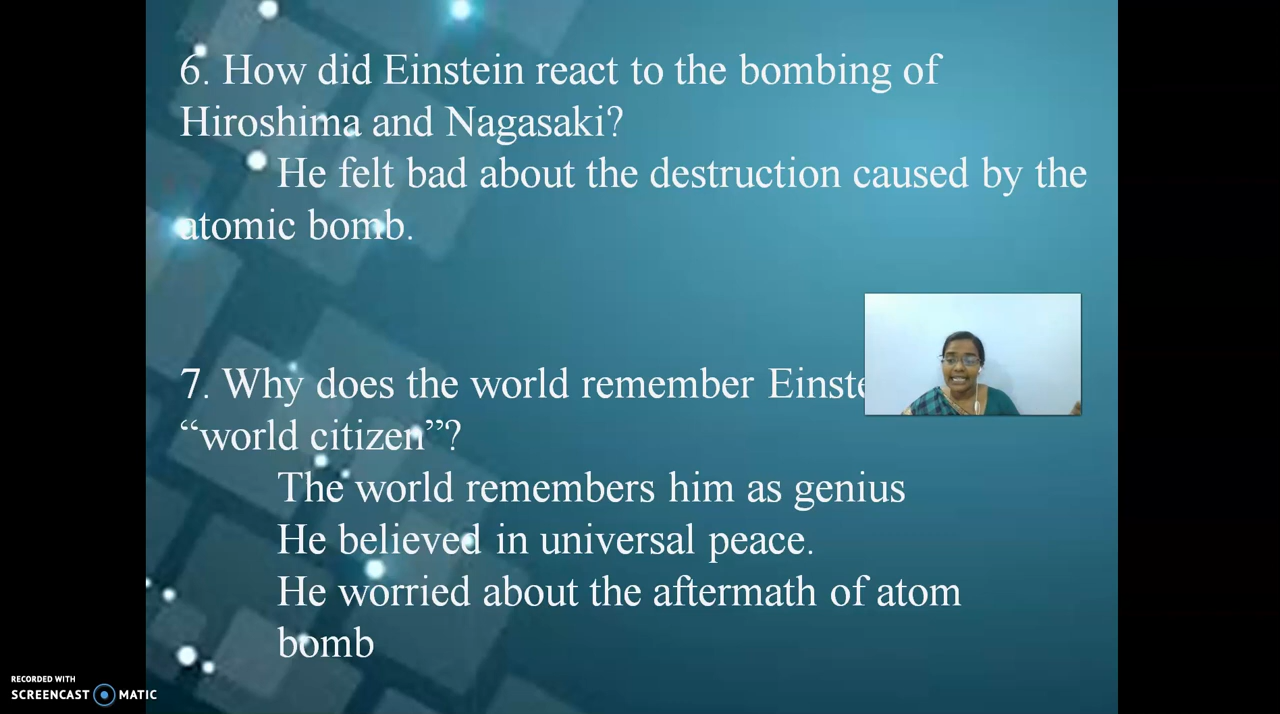 6. How did Einstein react to the bombing of
Hiroshima and Nagasaki?
He felt bad about the destruction caused by the
atomic bomb.
7. Why does the world remember
“world citizen”?
The world remembers him as genius
He believed in universal peace.
He worried about the aftermath of atom
bomb
RECORDED WITH
SCREENCAST MATIC